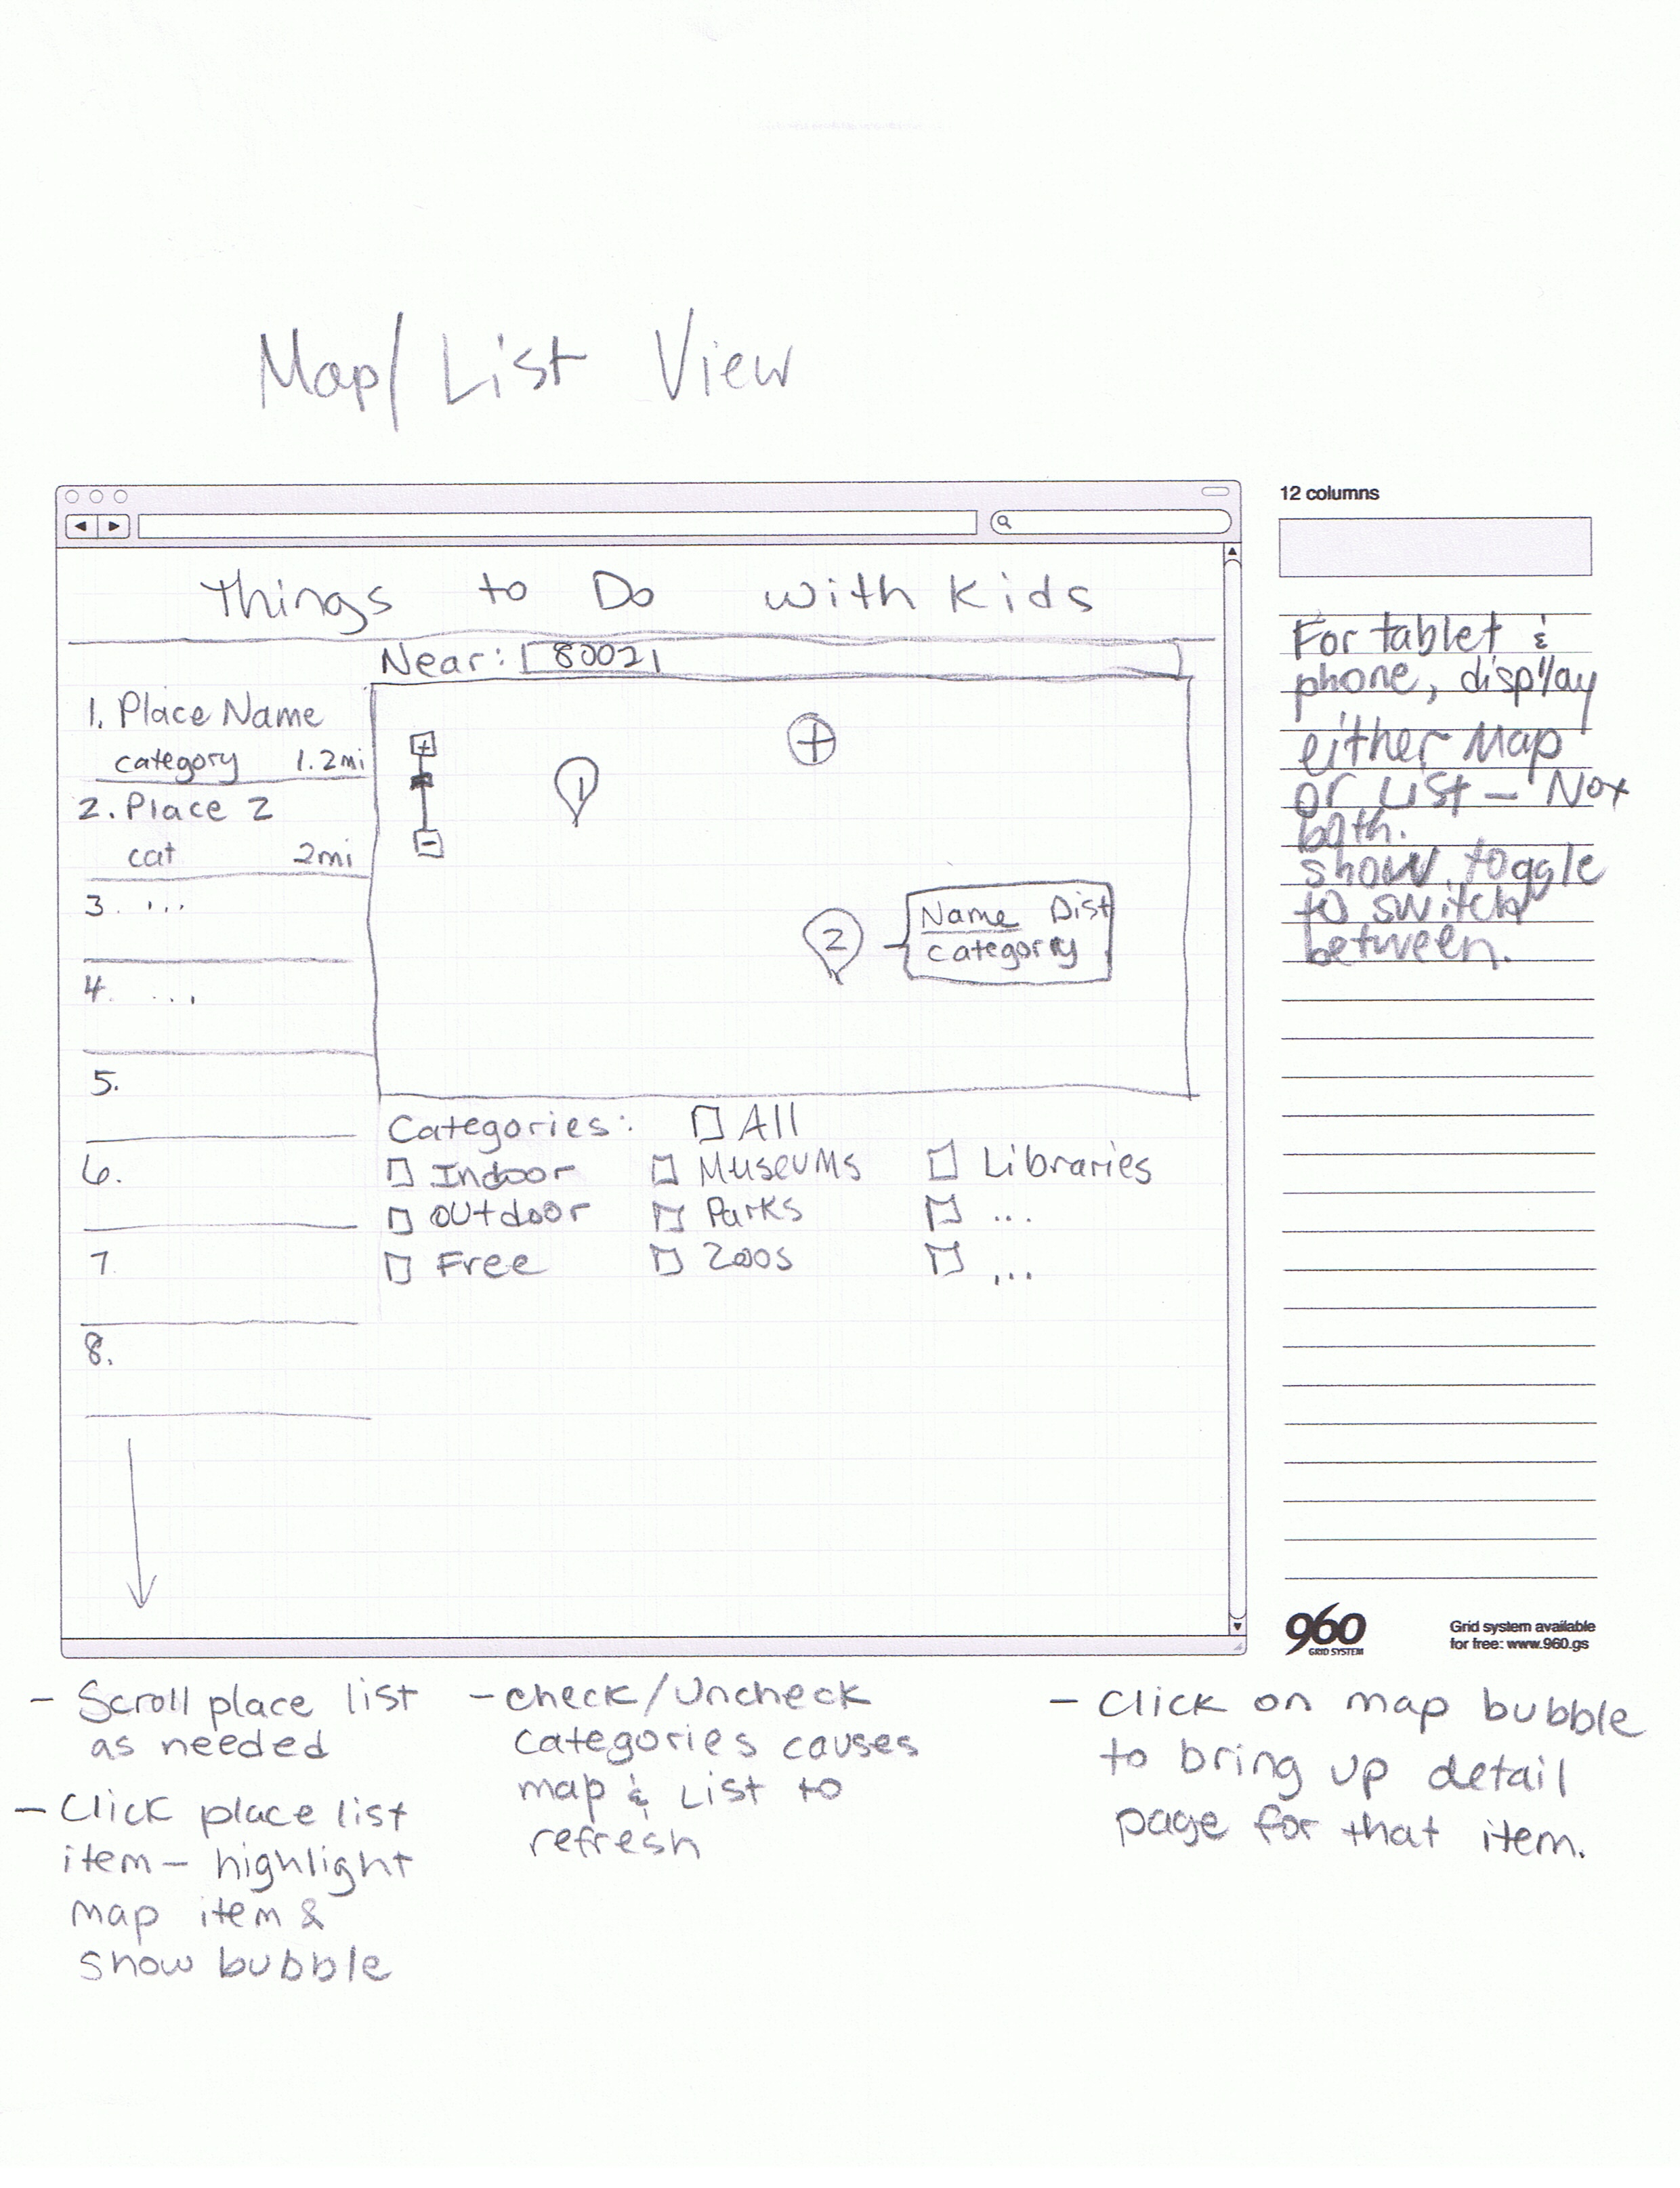 Map/ List View
12 columns
Things to Do with Kids
Near: 80021
1. Place Name
category 1.2mi
2. Place 2
cat 2mi
3. ...
4. ...
5.
6.
7.
8.
+
-
1
2
Name Dist
category
Categories: All
Indoor Museums Libraries
Outdoor Parks ...
Free Zoos ...
For tablet &
phone, display
either Map
or List - Not
both.
show toggle
to switch
between.
960
GRID SYSTEM
Grid system available
for free: www.960.gs
- Scroll place list
as needed
- Click place list
item - highlight
map item &
show bubble
- check/Uncheck
categories causes
map & List to
refresh
- Click on map bubble
to bring up detail
page for that item.